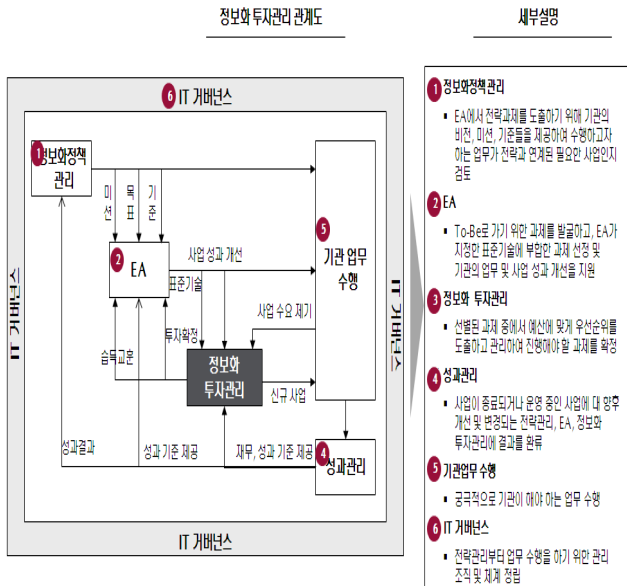 정보화 투자관리 관계도
세부설명
6 IT 거버넌스
IT 거버넌스
IT 거버넌스
IT 거버넌스
1 정보화정책
관리
미션
목표
기준
2 EA
사업 성과 개선
표준기술
5 기관 업무
수행
사업 수요 제기
투자확정
습득교훈
정보화
투자관리
신규 사업
성과결과
성과 기준 제공
재무, 성과 기준 제공
4 성과관리
1 정보화정책관리
▪ EA에서 전략과제를 도출하기 위해 기관의
비전, 미션, 기준들을 제공하여 수행하고자
하는 업무가 전략과 연계된 필요한 사업인지
검토
2 EA
▪ To-Be로 가기 위한 과제를 발굴하고, EA가
지정한 표준기술에 부합한 과제 선정 및
기관의 업무 및 사업 성과 개선을 지원
3 정보화 투자관리
▪ 선별된 과제 중에서 예산에 맞게 우선순위를
도출하고 관리하여 진행해야 할 과제를 확정
4 성과관리
▪ 사업이 종료되거나 운영 중인 사업에 대 향후
개선 및 변경되는 전략관리, EA, 정보화
투자관리에 결과를 환류
5 기관업무 수행
▪ 궁극적으로 기관이 해야 하는 업무 수행
6 IT 거버넌스
▪ 전략관리부터 업무 수행을 하기 위한 관리
조직 및 체계 정립